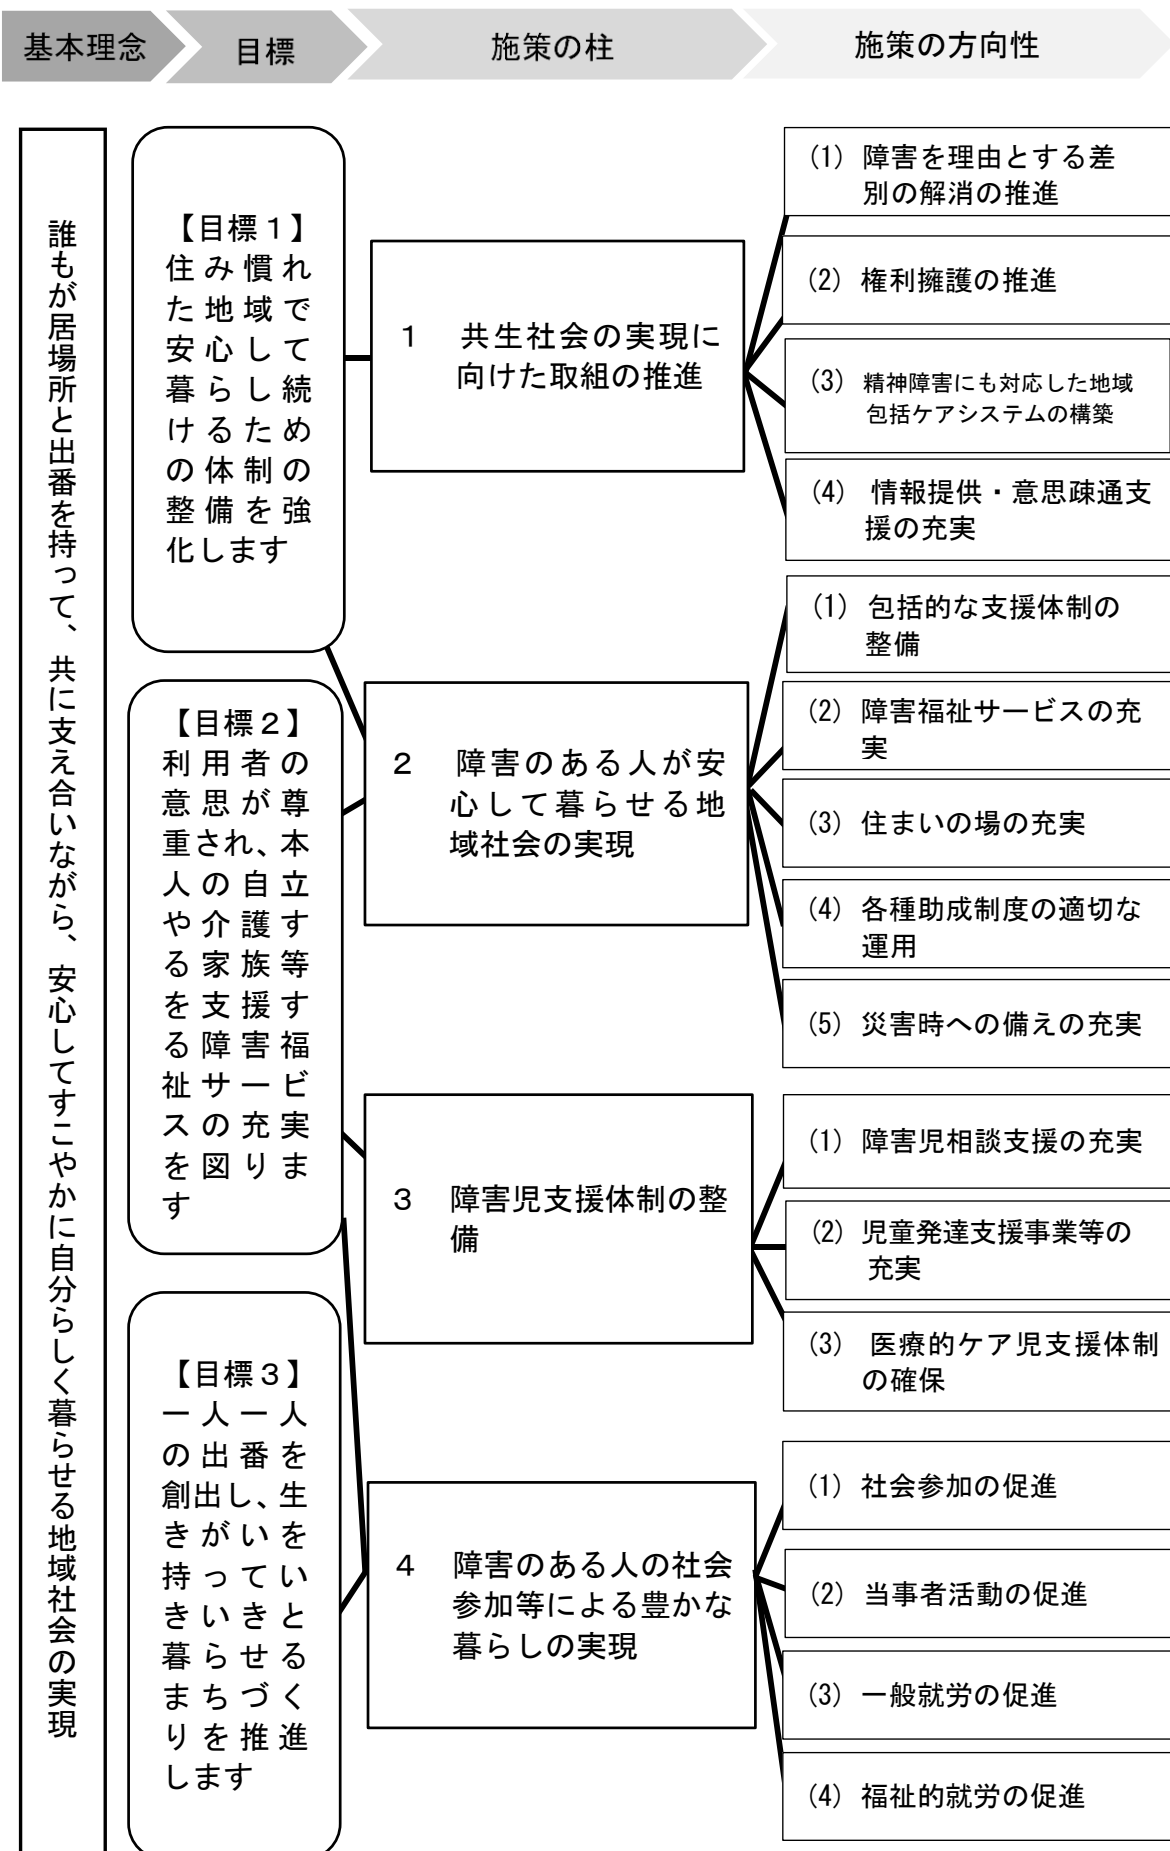 基本理念
目標
施策の柱
施策の方向性
誰もが居場所と出番を持って、共に支え合いながら、安心してすこやかに自分らしく暮らせる地域社会の実現
【目標１】
住み慣れ
た地域で
安心して
暮らし続
けるため
の体制の
整備を強
化します
【目標２】
利用者の
意思が尊
重され、本
人の自立
や介護す
る家族等
を支援す
る障害福
祉サービ
スの充実
を図りま
す
【目標３】
一人一人
の出番を
創出し、生
きがいを
持ってい
きいきと
暮らせる
まちづく
りを推進
します
１　共生社会の実現に
向けた取組の推進
２　障害のある人が安
心して暮らせる地
域社会の実現
３　障害児支援体制の整
備
４　障害のある人の社会
参加等による豊かな
暮らしの実現
(1) 障害を理由とする差
別の解消の推進
(2) 権利擁護の推進
(3) 精神障害にも対応した地域
包括ケアシステムの構築
(4) 情報提供・意思疎通支
援の充実
(1) 包括的な支援体制の
整備
(2) 障害福祉サービスの充
実
(3) 住まいの場の充実
(4) 各種助成制度の適切な
運用
(5) 災害時への備えの充実
(1) 障害児相談支援の充実
(2) 児童発達支援事業等の
充実
(3) 医療的ケア児支援体制
の確保
(1) 社会参加の促進
(2) 当事者活動の促進
(3) 一般就労の促進
(4) 福祉的就労の促進